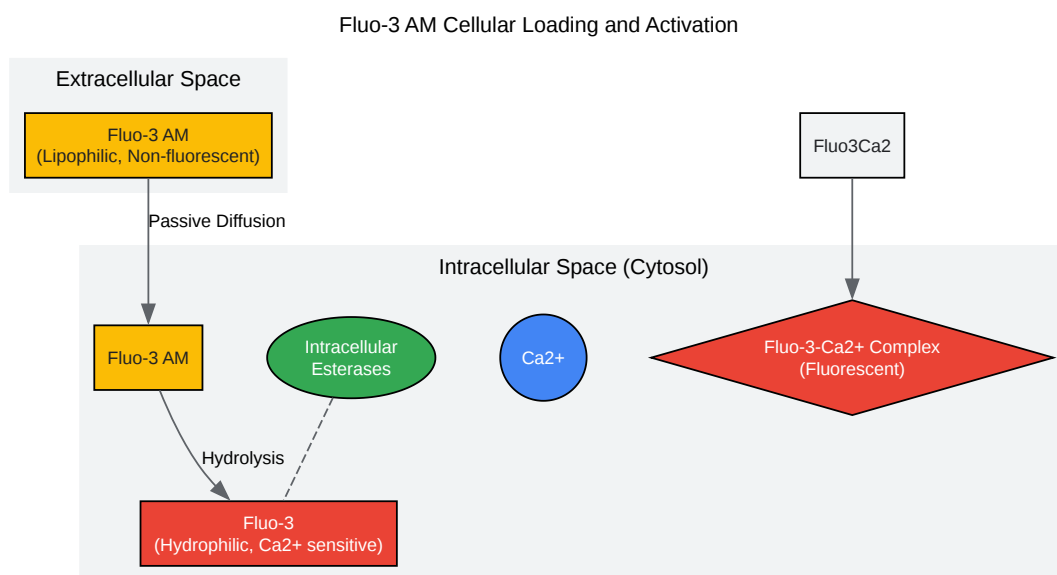 Fluo-3 AM Cellular Loading and Activation
Extracellular Space
Fluo-3 AM
(Lipophilic, Non-fluorescent)
Fluo3Ca2
Passive Diffusion
Intracellular Space (Cytosol)
Fluo-3 AM
Intracellular
Esterases
Ca2+
Fluo-3-Ca2+ Complex
(Fluorescent)
Hydrolysis
Fluo-3
(Hydrophilic, Ca2+ sensitive)